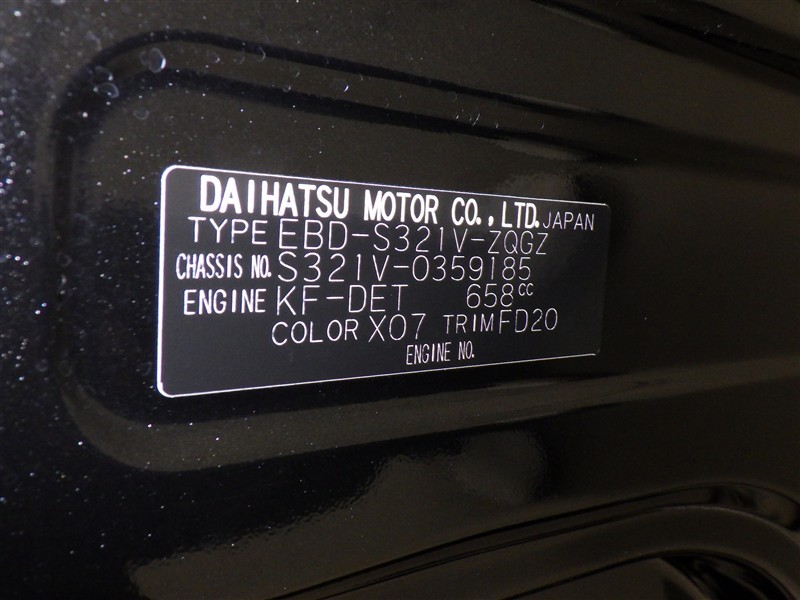 DAIHATSU MOTOR CO.,LTD. JAPAN
TYPE EBD-S321V-ZQGZ
CHASSIS NO. S321V-0359185
ENGINE KF-DET 658cc
COLOR X07 TRIM FD20
ENGINE NO.